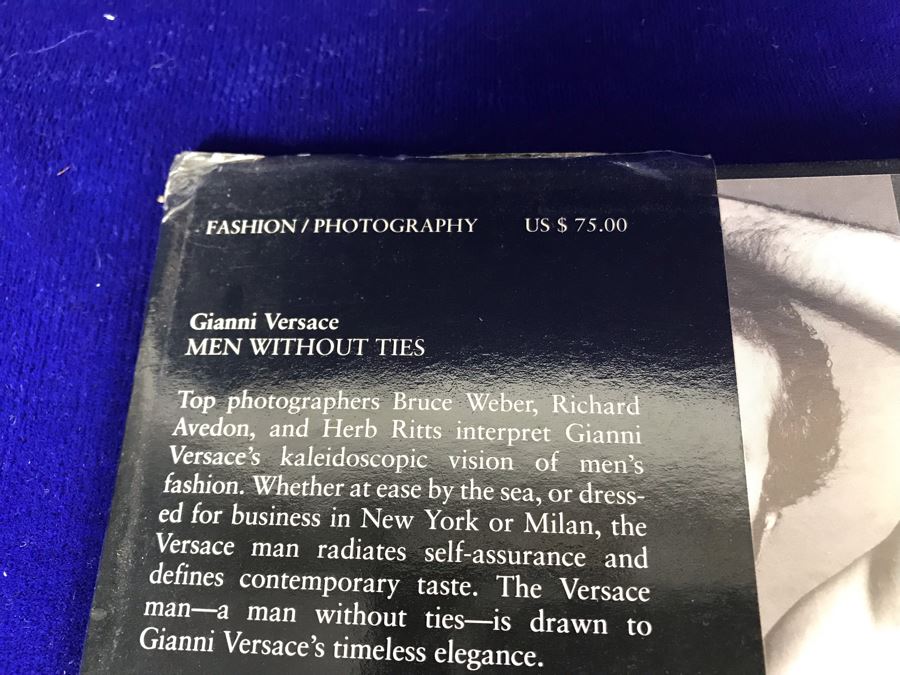 FASHION / PHOTOGRAPHY US $ 75.00
Gianni Versace
MEN WITHOUT TIES
Top photographers Bruce Weber, Richard
Avedon, and Herb Ritts interpret Gianni
Versace's kaleidoscopic vision of men's
fashion. Whether at ease by the sea, or dress-
ed for business in New York or Milan, the
Versace man radiates self-assurance and
defines contemporary taste. The Versace
man—a man without ties—is drawn to
Gianni Versace's timeless elegance.